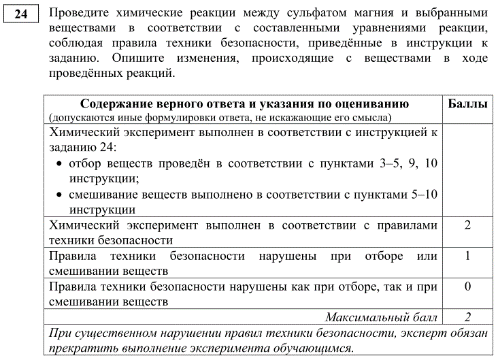 24
Проведите химические реакции между сульфатом магния и выбранными
веществами в соответствии с составленными уравнениями реакции,
соблюдая правила техники безопасности, приведённые в инструкции к
заданию. Опишите изменения, происходящие с веществами в ходе
проведённых реакций.
Содержание верного ответа и указания по оцениванию
Баллы
(допускаются иные формулировки ответа, не искажающие его смысла)
Химический эксперимент выполнен в соответствии с инструкцией к
заданию 24:
• отбор веществ проведён в соответствии с пунктами 3–5, 9, 10
инструкции;
• смешивание веществ выполнено в соответствии с пунктами 5–10
инструкции
Химический эксперимент выполнен в соответствии с правилами
2
техники безопасности
Правила техники безопасности нарушены при отборе или
1
смешивании веществ
Правила техники безопасности нарушены как при отборе, так и при
0
смешивании веществ
Максимальный балл
2
При существенном нарушении правил техники безопасности, эксперт обязан
прекратить выполнение эксперимента обучающимся.